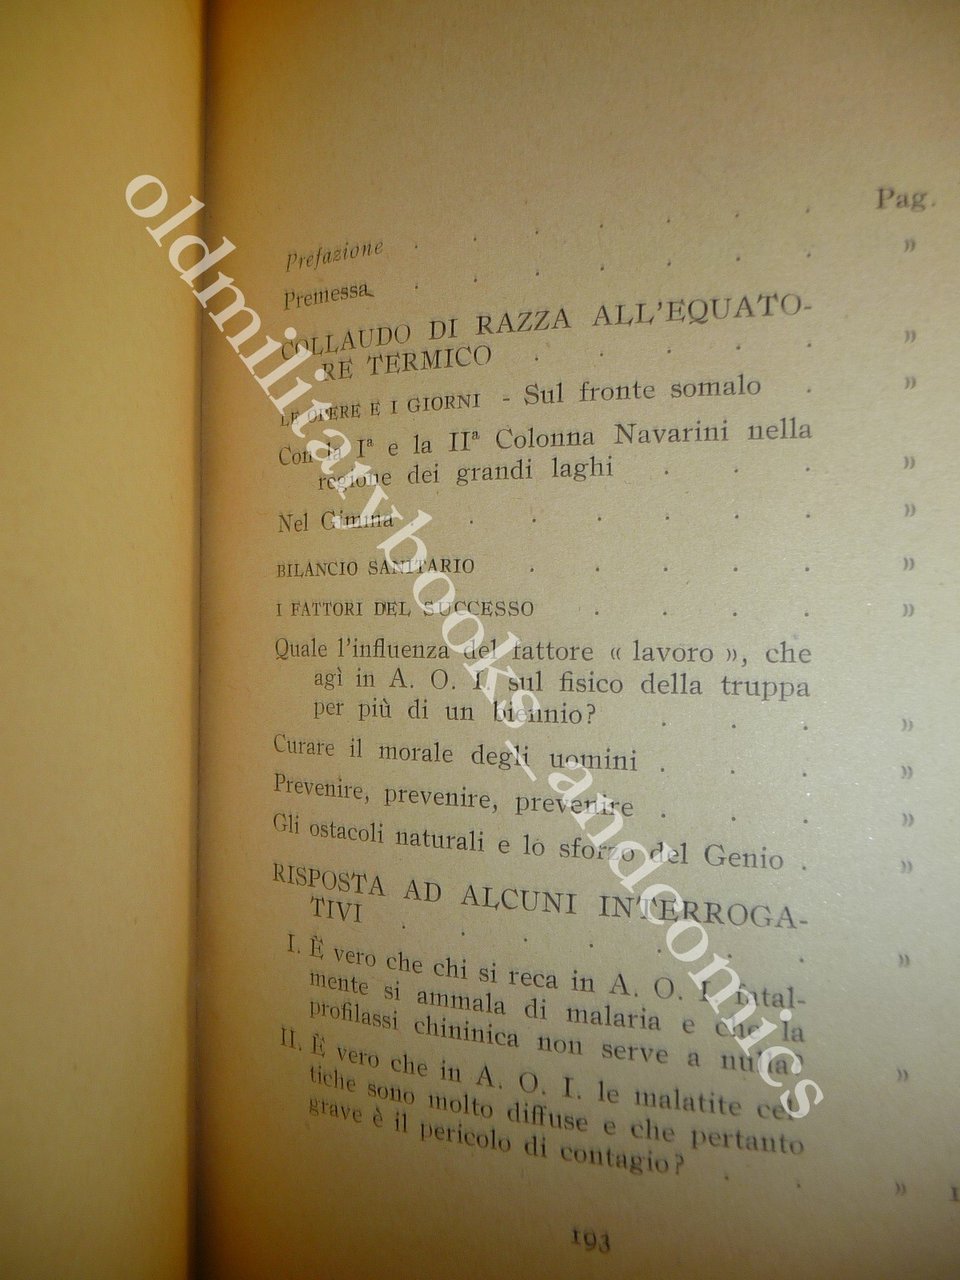 Pag.
Prefazione . . . . . . . »
Premessa . . . . . . .
COLLAUDO DI RAZZA ALL'EQUATO-
RE TERMICO . . . . . »
LE OPERE E I GIORNI - Sul fronte somalo . »
Con la Iª e la IIª Colonna Navarini nella
regione dei grandi laghi . . . »
Nel Gimma . . . . . . »
BILANCIO SANITARIO . . . . . »
I FATTORI DEL SUCCESSO . . . . »
Quale l'influenza del fattore « lavoro », che
agì in A. O. I. sul fisico della truppa
per più di un biennio? . . . »
Curare il morale degli uomini . . . »
Prevenire, prevenire, prevenire . . . »
Gli ostacoli naturali e lo sforzo del Genio . »
RISPOSTA AD ALCUNI INTERROGA-
TIVI . . . . . . . »
I. È vero che chi si reca in A. O. I. fatal-
mente si ammala di malaria e che la
profilassi chininica non serve a nulla? »
II. È vero che in A. O. I. le malatite cel-
tiche sono molto diffuse e che pertanto
grave è il pericolo di contagio? . . » 1
193
oldmilitarybooks_andcomics